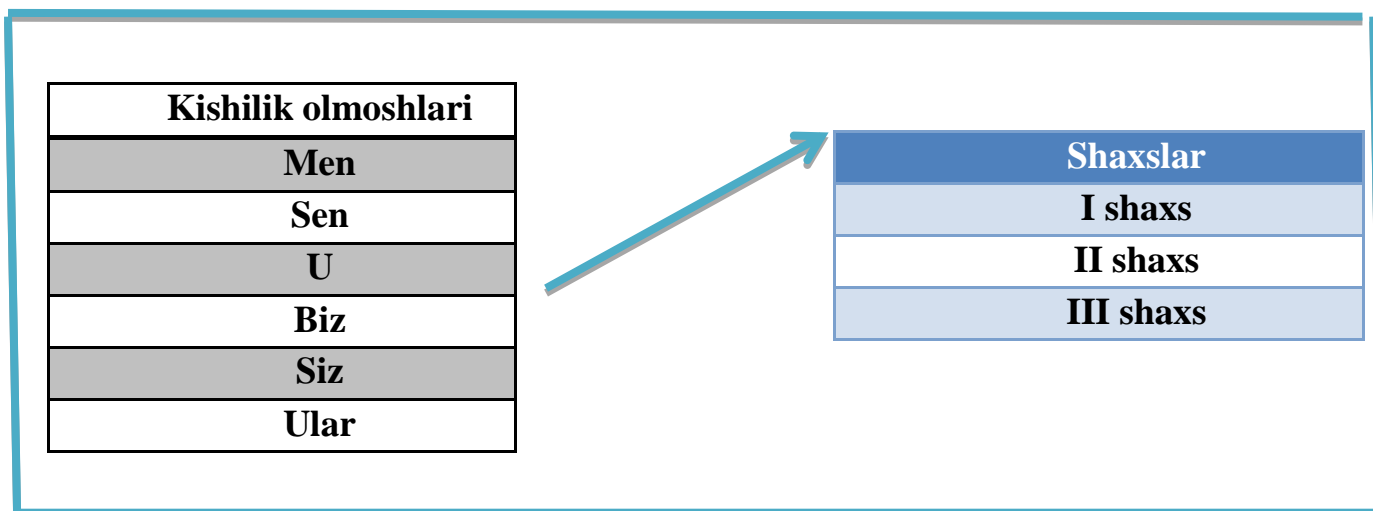 Kishilik olmoshlari
Men
Sen
U
Biz
Siz
Ular
Shaxslar
I shaxs
II shaxs
III shaxs